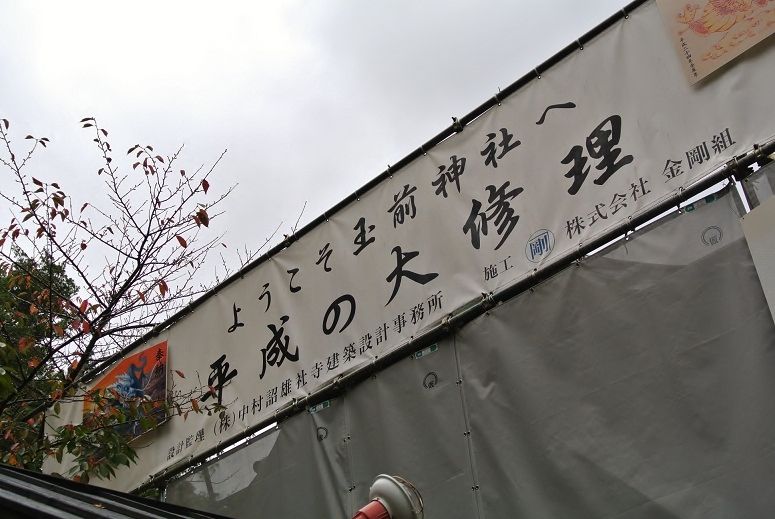 ようこそ玉前神社へ
平成の大修理
設計監理 (株)中村詔雄社寺建築設計事務所 施工 剛 株式会社 金剛組